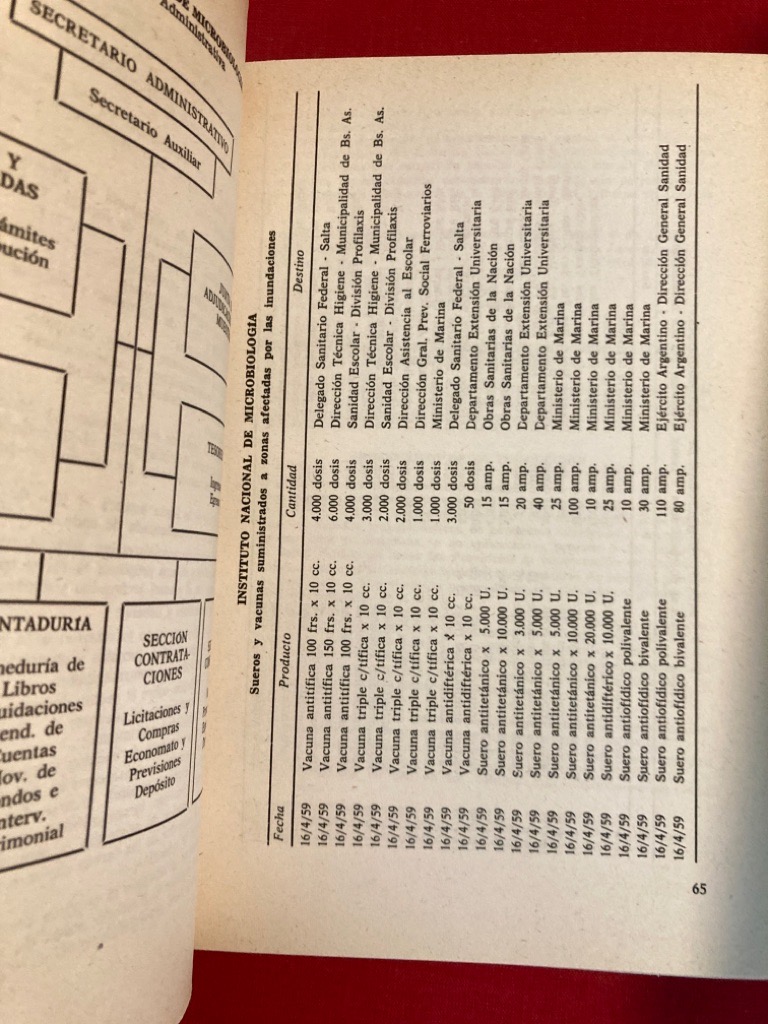 DE MICROBIOLOGÍA
Administrativa
SECRETARIO ADMINISTRATIVO
Secretario Auxiliar
Y
DAS
ámites
bución
NTADURÍA
neduría de
Libros
uidaciones
end. de
Cuentas
Nov. de
ndos e
nterv.
rimonial
SECCIÓN
CONTRATA-
CIONES
Licitaciones y
Compras
Economato y
Previsiones
Depósito
INSTITUTO NACIONAL DE MICROBIOLOGÍA
Sueros y vacunas suministrados a zonas afectadas por las inundaciones
Fecha Producto Cantidad Destino
16/4/59 Vacuna antitífica 100 frs. x 10 cc. 4.000 dosis Delegado Sanitario Federal - Salta
16/4/59 Vacuna antitífica 150 frs. x 10 cc. 6.000 dosis Dirección Técnica Higiene - Municipalidad de Bs. As.
16/4/59 Vacuna antitífica 100 frs. x 10 cc. 4.000 dosis Sanidad Escolar - División Profilaxis
16/4/59 Vacuna triple c/tífica x 10 cc. 3.000 dosis Dirección Técnica Higiene - Municipalidad de Bs. As.
16/4/59 Vacuna triple c/tífica x 10 cc. 2.000 dosis Sanidad Escolar - División Profilaxis
16/4/59 Vacuna triple c/tífica x 10 cc. 2.000 dosis Dirección Asistencia al Escolar
16/4/59 Vacuna triple c/tífica x 10 cc. 1.000 dosis Dirección Gral. Prev. Social Ferroviarios
16/4/59 Vacuna triple c/tífica x 10 cc. 1.000 dosis Ministerio de Marina
16/4/59 Vacuna antidiftérica x 10 cc. 3.000 dosis Delegado Sanitario Federal - Salta
16/4/59 Vacuna antidiftérica x 10 cc. 50 dosis Departamento Extensión Universitaria
16/4/59 Suero antitetánico x 5.000 U. 15 amp. Obras Sanitarias de la Nación
16/4/59 Suero antitetánico x 10.000 U. 15 amp. Obras Sanitarias de la Nación
16/4/59 Suero antitetánico x 3.000 U. 20 amp. Departamento Extensión Universitaria
16/4/59 Suero antitetánico x 5.000 U. 40 amp. Departamento Extensión Universitaria
16/4/59 Suero antitetánico x 5.000 U. 25 amp. Ministerio de Marina
16/4/59 Suero antitetánico x 10.000 U. 100 amp. Ministerio de Marina
16/4/59 Suero antitetánico x 20.000 U. 10 amp. Ministerio de Marina
16/4/59 Suero antidiftérico x 10.000 U. 25 amp. Ministerio de Marina
16/4/59 Suero antiofídico polivalente 10 amp. Ministerio de Marina
16/4/59 Suero antiofídico bivalente 30 amp. Ministerio de Marina
16/4/59 Suero antiofídico polivalente 110 amp. Ejército Argentino - Dirección General Sanidad
16/4/59 Suero antiofídico bivalente 80 amp. Ejército Argentino - Dirección General Sanidad
65